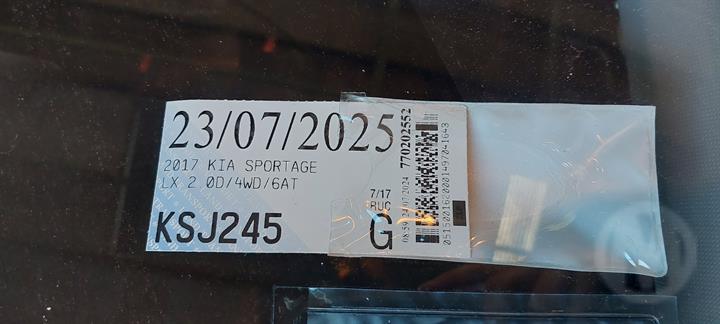 23/07/2025
2017 KIA SPORTAGE
LX 2.0D/4WD/6AT
KSJ245
7/17
RUC
G
770202552